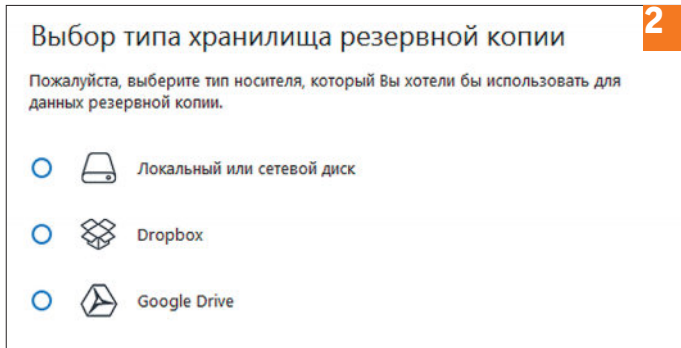 2
Выбор типа хранилища резервной копии
Пожалуйста, выберите тип носителя, который Вы хотели бы использовать для
данных резервной копии.
Локальный или сетевой диск
Dropbox
Google Drive